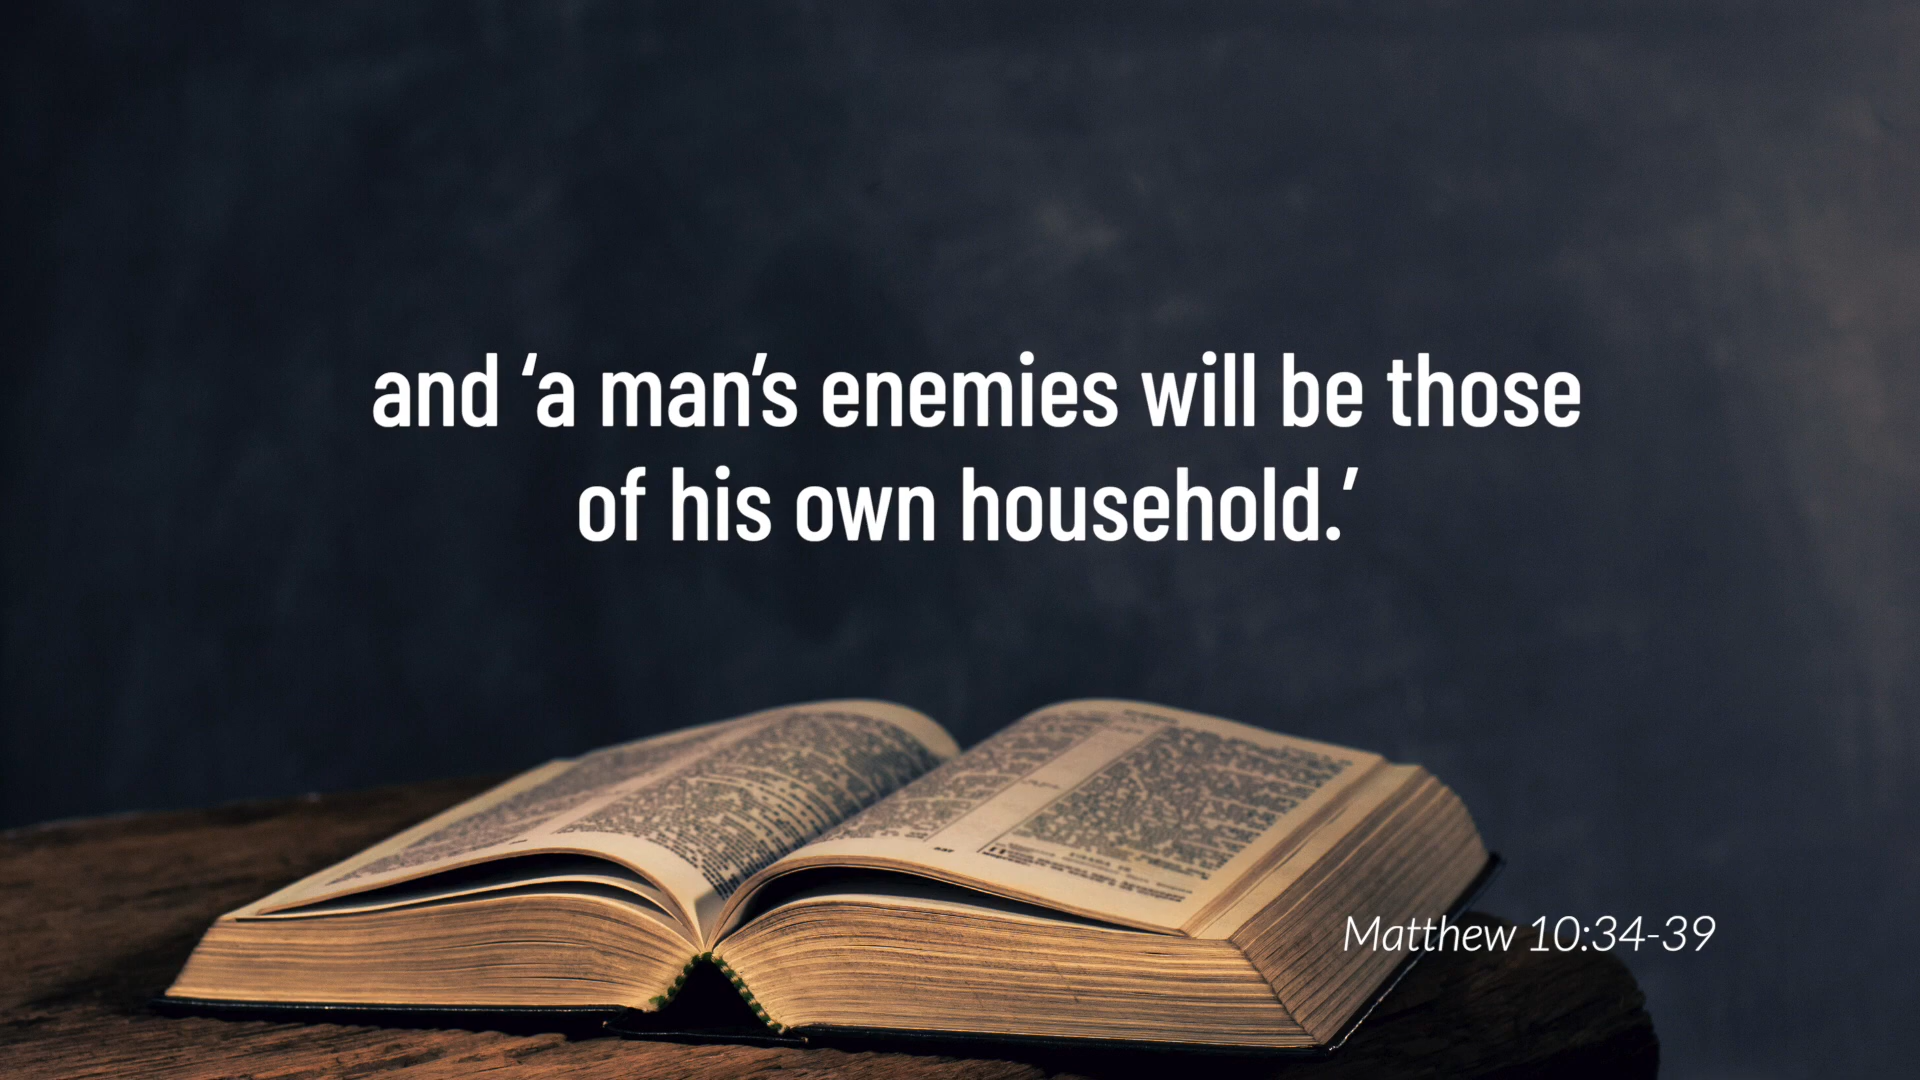 and ‘a man’s enemies will be those
of his own household.’
Matthew 10:34-39